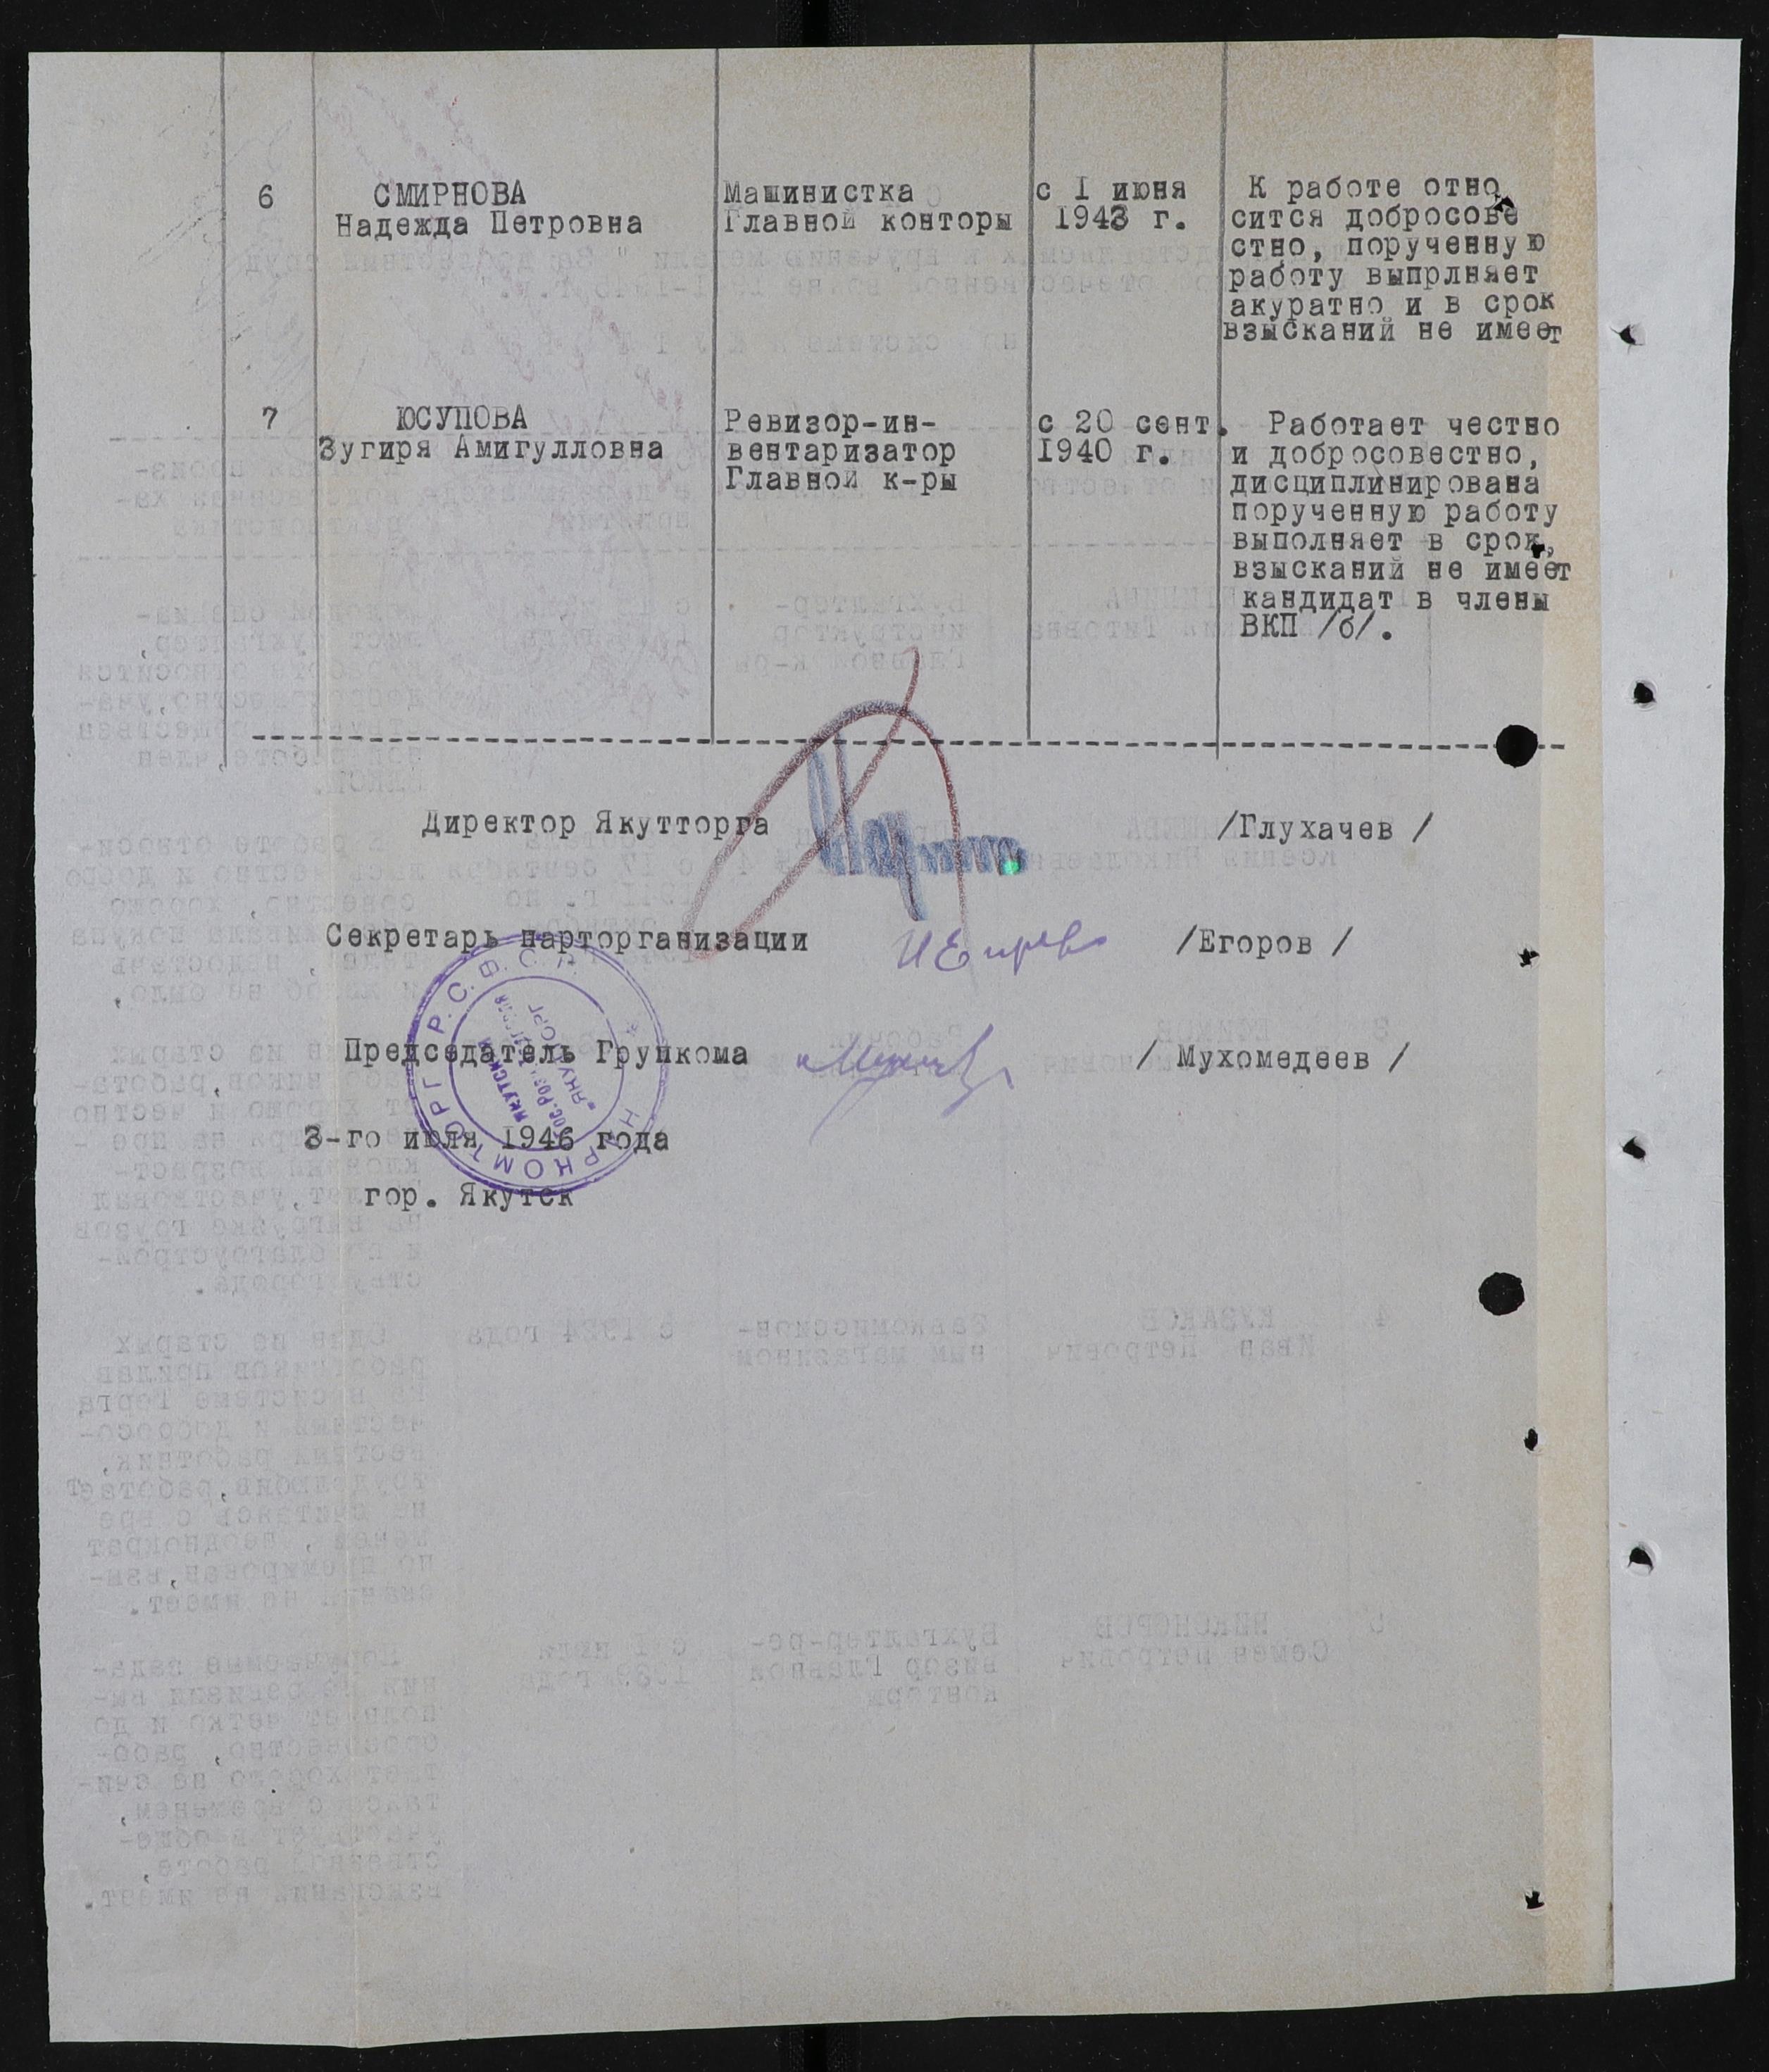 6 СМИРНОВА Машинистка с I июня К работе отно
Надежда Петровна Главной конторы 1943 г. сится добросове
стно, порученную
работу выпрлняет
акуратно и в срок
взысканий не имеет
7 ЮСУПОВА Ревизор-ин- с 20 сент. Работает честно
Зугиря Амигулловна вентаризатор 1940 г. и добросовестно,
Главной к-ры дисциплинирована
порученную работу
выполняет в срок,
взысканий не имеет
кандидат в члены
ВКП /б/.
Директор Якутторга /Глухачев /
Секретарь парторганизации И Егоров /Егоров /
Председатель Групкома / Мухомедеев /
3-го июля 1946 года
гор. Якутск
НАРКОМТОРГ Р.С.Ф.С.Р.